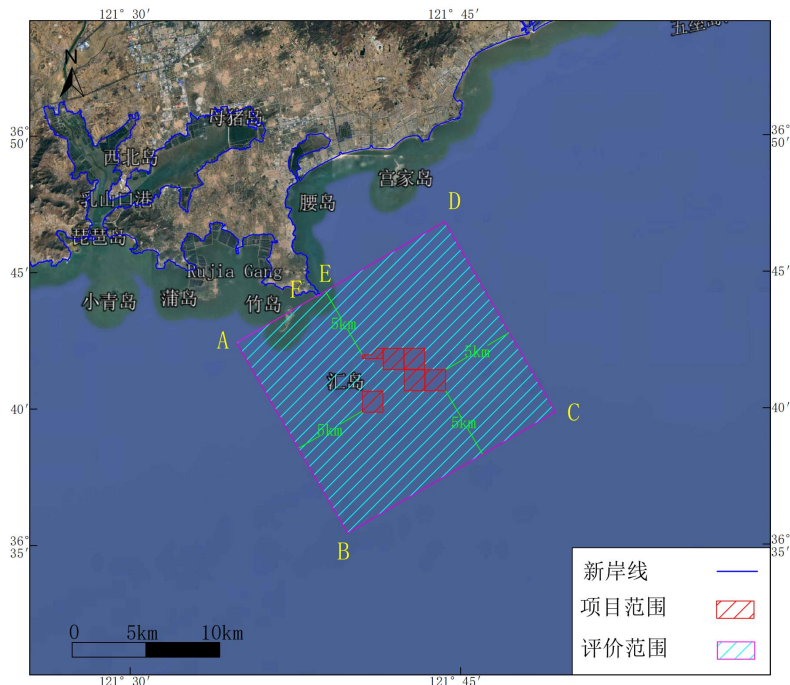 121° 30′
121° 45′
五垒岛
N
36°
50′
36°
50′
母猪岛
西北岛
宫家岛
乳山口港
腰岛
D
琵琶岛
45′
45′
Rujia Gang
E
F
小青岛
蒲岛
竹岛
5km
A
5km
汇岛
40′
40′
C
5km
5km
B
36°
35′
36°
35′
新岸线
项目范围
评价范围
0 5km 10km
121° 30′
121° 45′